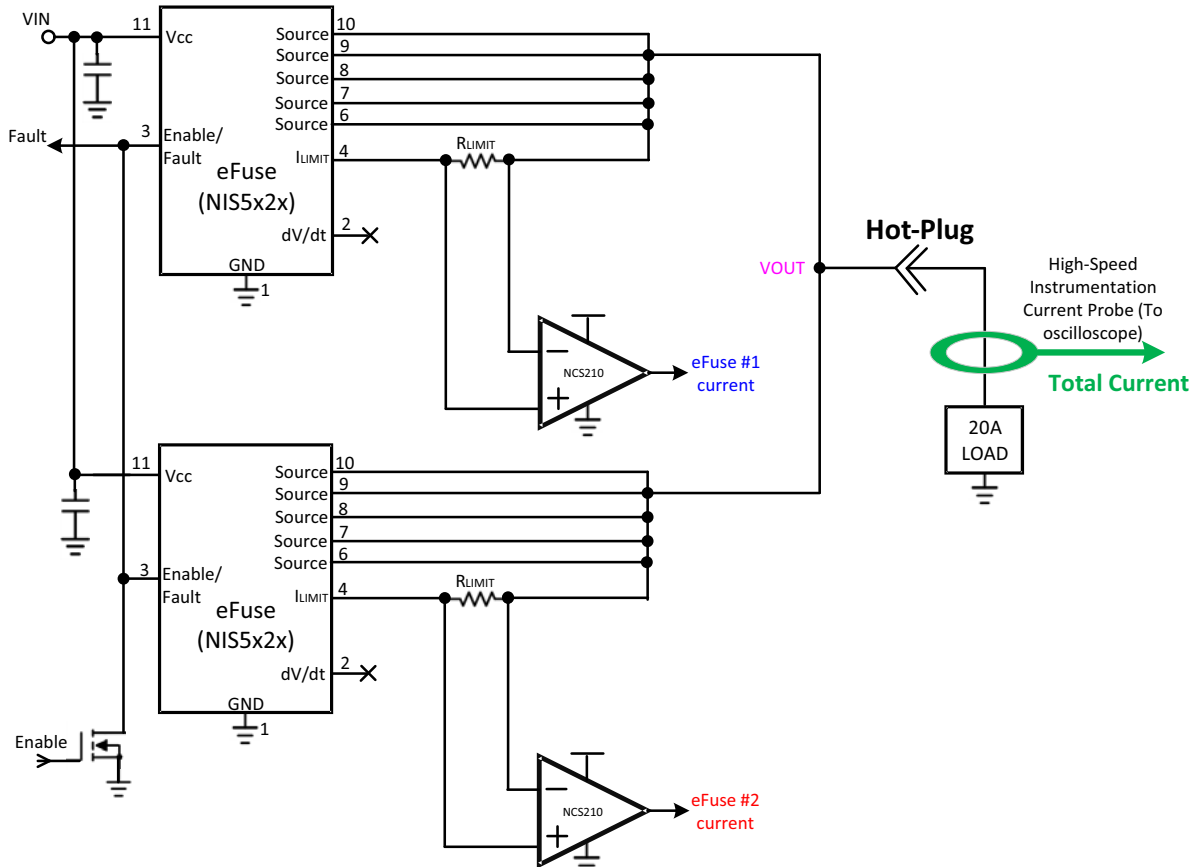 VIN
11
Vcc
Source
10
Source
9
Source
8
Source
7
Source
6
Fault
3
Enable/
Fault
eFuse
(NIS5x2x)
ILIMIT
4
RLIMIT
dV/dt
2
GND
1
VOUT
Hot-Plug
High-Speed
Instrumentation
Current Probe (To
oscilloscope)
Total Current
20A
LOAD
NCS210
−
+
eFuse #1
current
11
Vcc
Source
10
Source
9
Source
8
Source
7
Source
6
3
Enable/
Fault
eFuse
(NIS5x2x)
ILIMIT
4
RLIMIT
dV/dt
2
GND
1
Enable
NCS210
−
+
eFuse #2
current